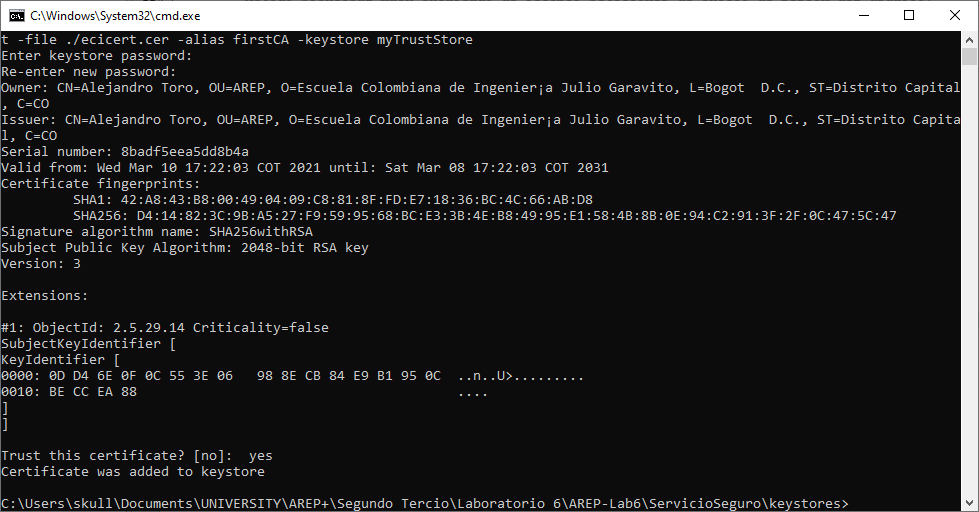 C:\Windows\System32\cmd.exe
t -file ./ecicert.cer -alias firstCA -keystore myTrustStore
Enter keystore password:
Re-enter new password:
Owner: CN=Alejandro Toro, OU=AREP, O=Escuela Colombiana de Ingenier¡a Julio Garavito, L=Bogot  D.C., ST=Distrito Capital
, C=CO
Issuer: CN=Alejandro Toro, OU=AREP, O=Escuela Colombiana de Ingenier¡a Julio Garavito, L=Bogot  D.C., ST=Distrito Capita
l, C=CO
Serial number: 8badf5eea5dd8b4a
Valid from: Wed Mar 10 17:22:03 COT 2021 until: Sat Mar 08 17:22:03 COT 2031
Certificate fingerprints:
         SHA1: 42:A8:43:B8:00:49:04:09:C8:81:8F:FD:E7:18:36:BC:4C:66:AB:D8
         SHA256: D4:14:82:3C:9B:A5:27:F9:59:95:68:BC:E3:3B:4E:B8:49:95:E1:58:4B:8B:0E:94:C2:91:3F:2F:0C:47:5C:47
Signature algorithm name: SHA256withRSA
Subject Public Key Algorithm: 2048-bit RSA key
Version: 3
Extensions:
#1: ObjectId: 2.5.29.14 Criticality=false
SubjectKeyIdentifier [
KeyIdentifier [
0000: 0D D4 6E 0F 0C 55 3E 06   98 8E CB 84 E9 B1 95 0C  ..n..U>.........
0010: BE CC EA 88                                        ....
]
]
Trust this certificate? [no]:  yes
Certificate was added to keystore
C:\Users\skull\Documents\UNIVERSITY\AREP+\Segundo Tercio\Laboratorio 6\AREP-Lab6\ServicioSeguro\keystores>